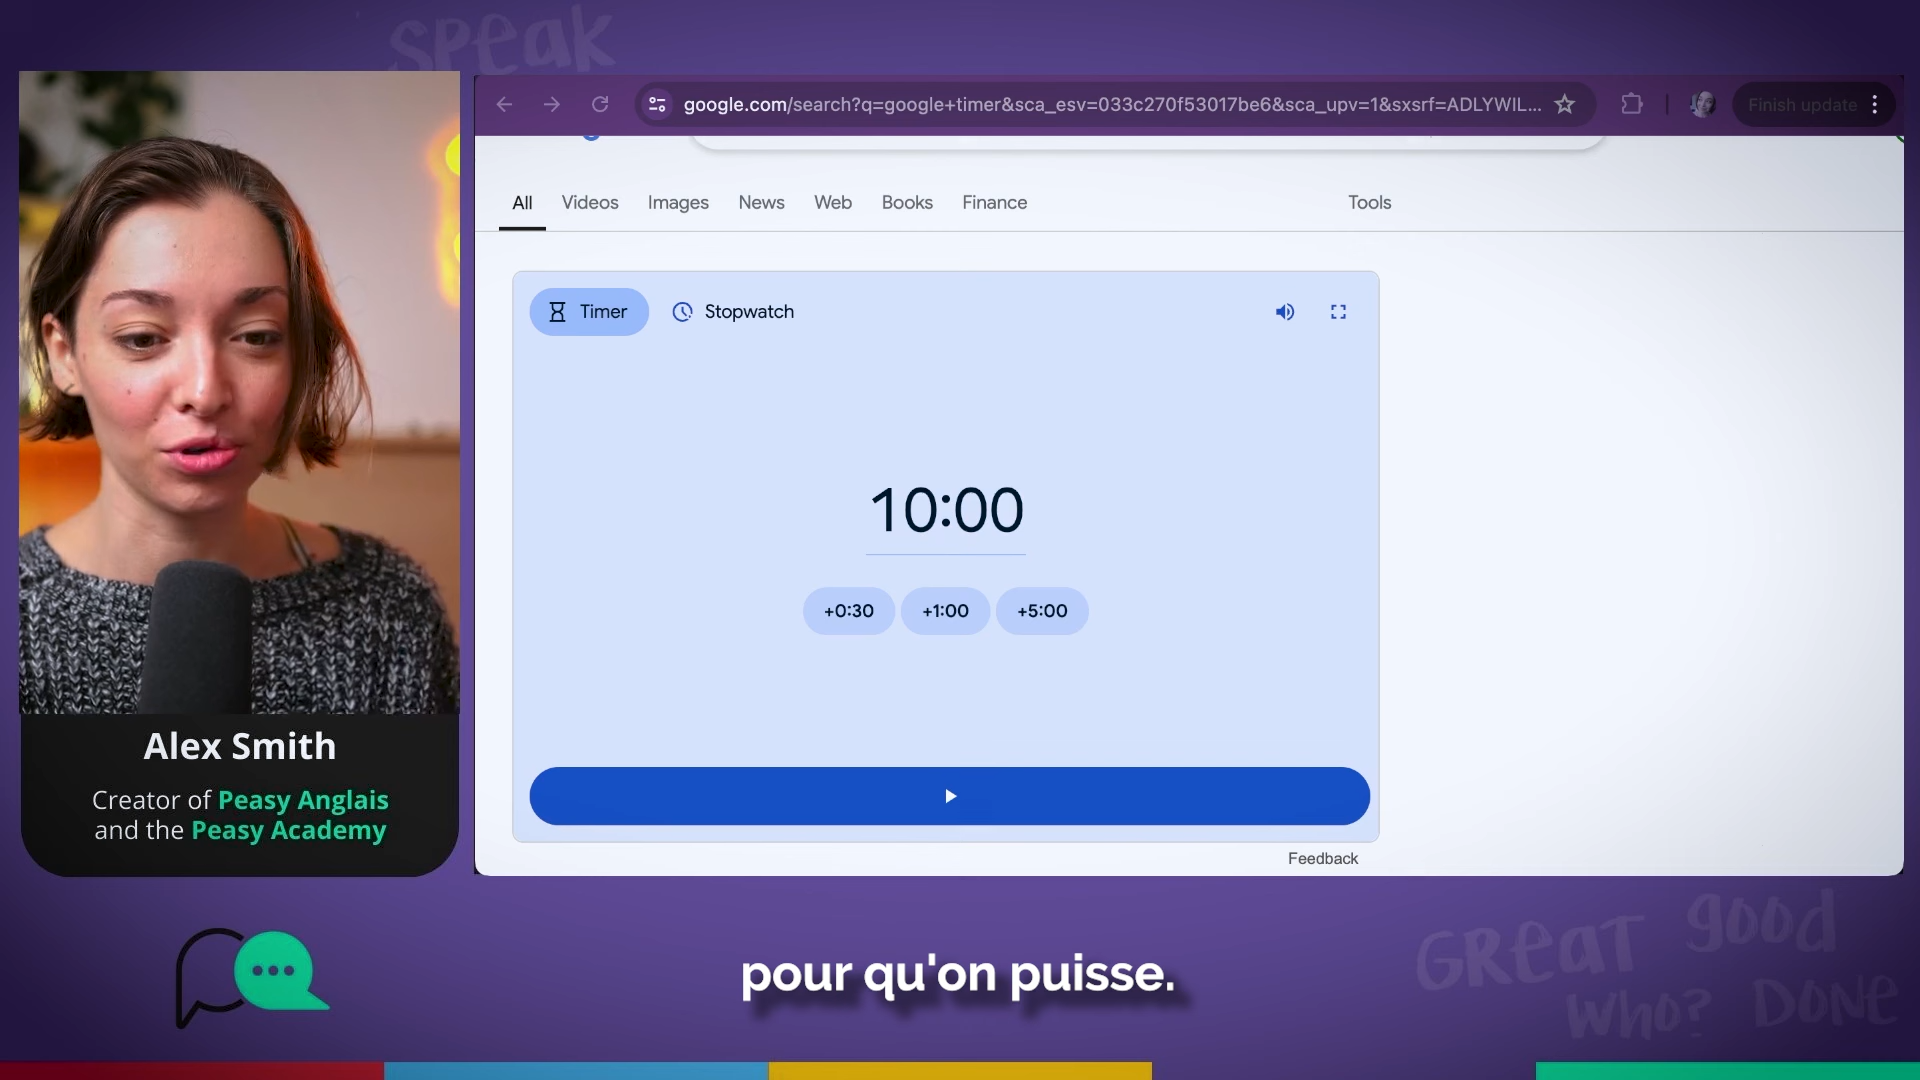 SPeak
google.com/search?q=google+timer&sca_esv=033c270f53017be6&sca_upv=1&sxsrf=ADLYWIL...
Finish update
All Videos Images News Web Books Finance Tools
Timer Stopwatch
10:00
+0:30 +1:00 +5:00
Feedback
Alex Smith
Creator of Peasy Anglais
and the Peasy Academy
pour qu'on puisse.
GReaT good
WHo? DONe